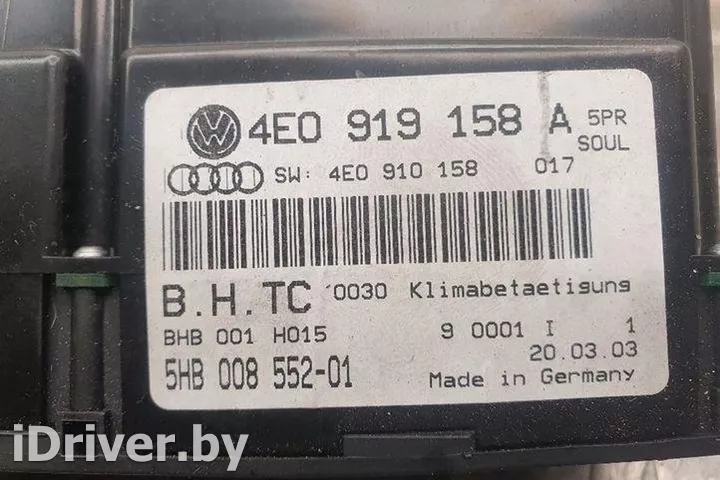 4E0 919 158 A 5PR
SOUL
SW: 4E0 910 158 017
B.H.TC 0030 Klimabetaetigung
BHB 001 H015 9 0001 I 1
20.03.03
5HB 008 552-01 Made in Germany
iDriver.by